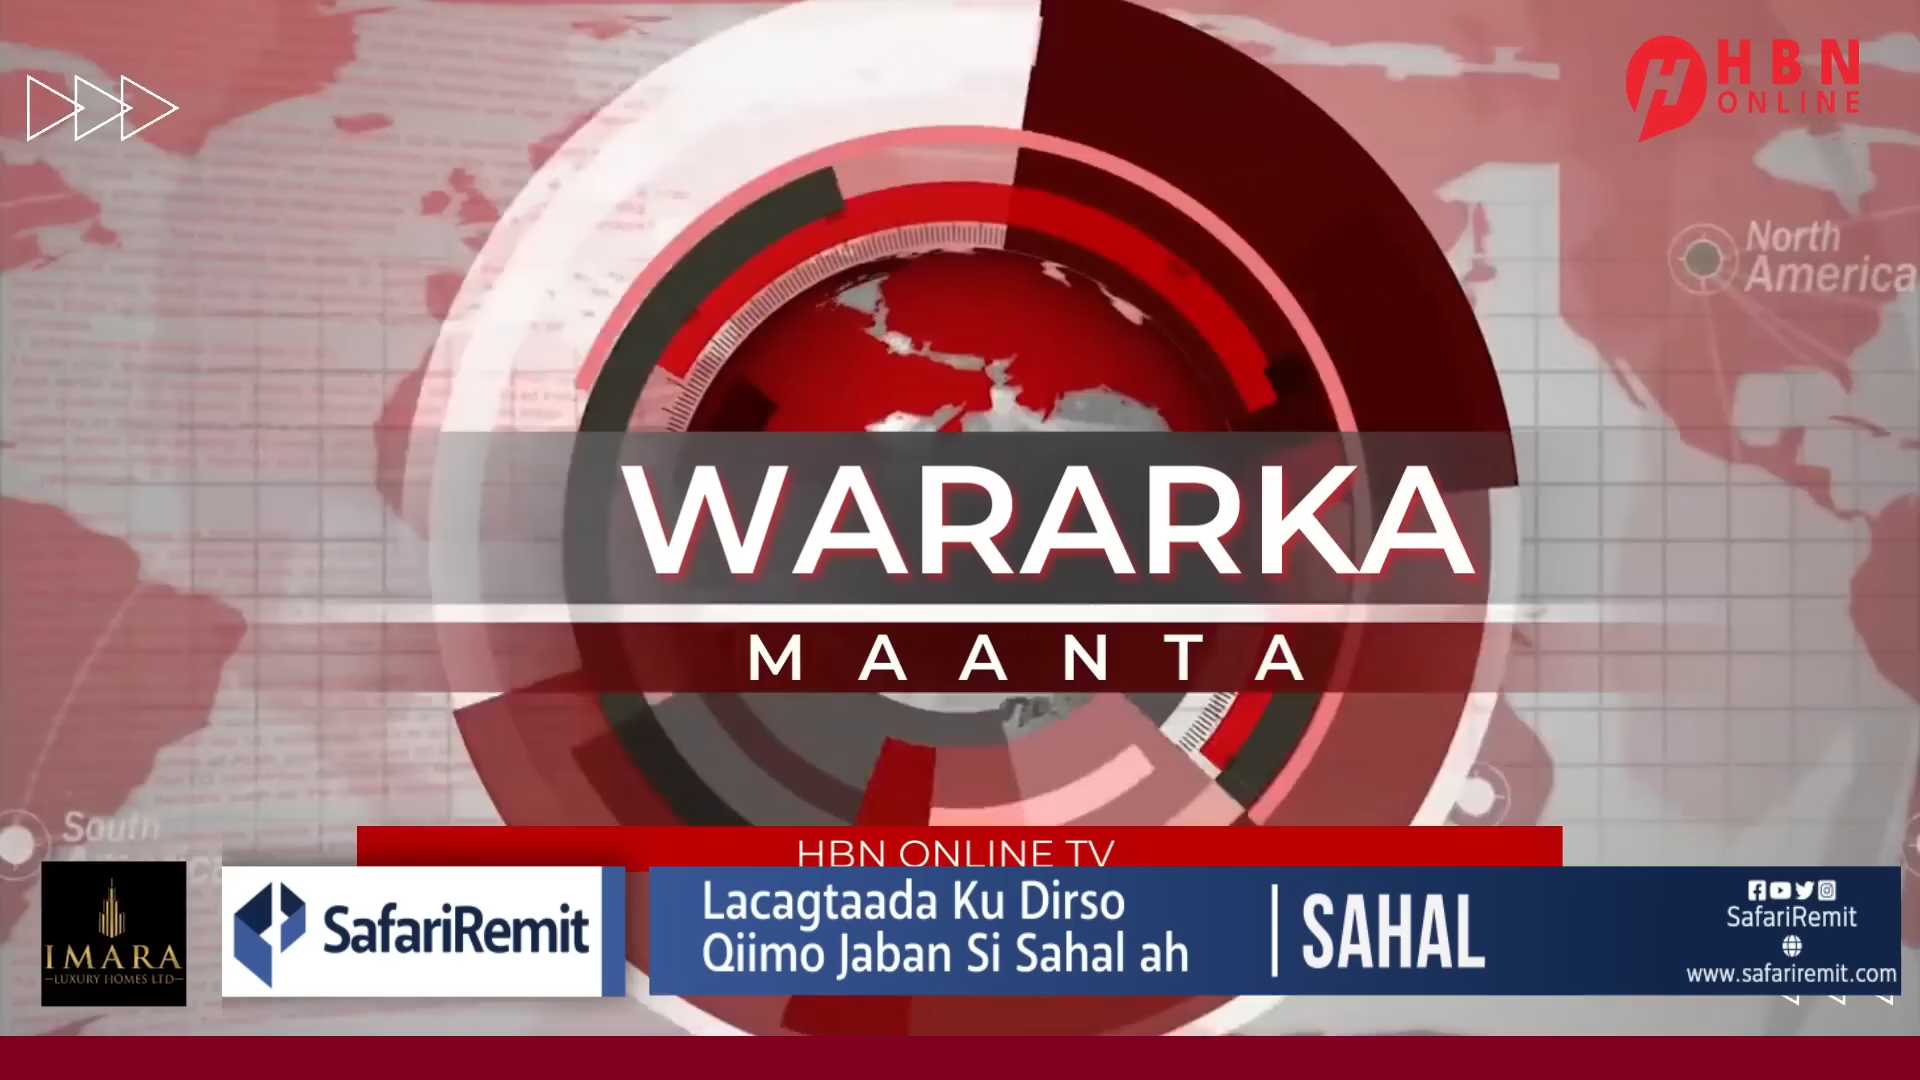 HBN
ONLINE
North
America
WARARKA
MAANTA
South
HBN ONLINE TV
IMARA
LUXURY HOMES LTD
SafariRemit
Lacagtaada Ku Dirso
Qiimo Jaban Si Sahal ah
SAHAL
SafariRemit
www.safariremit.com